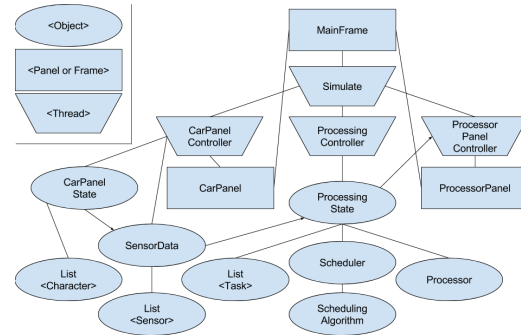 <Object>
<Panel or Frame>
<Thread>
MainFrame
Simulate
CarPanel
Controller
Processing
Controller
Processor
Panel
Controller
CarPanel
ProcessorPanel
CarPanel
State
Processing
State
SensorData
List
<Character>
List
<Sensor>
List
<Task>
Scheduler
Processor
Scheduling
Algorithm